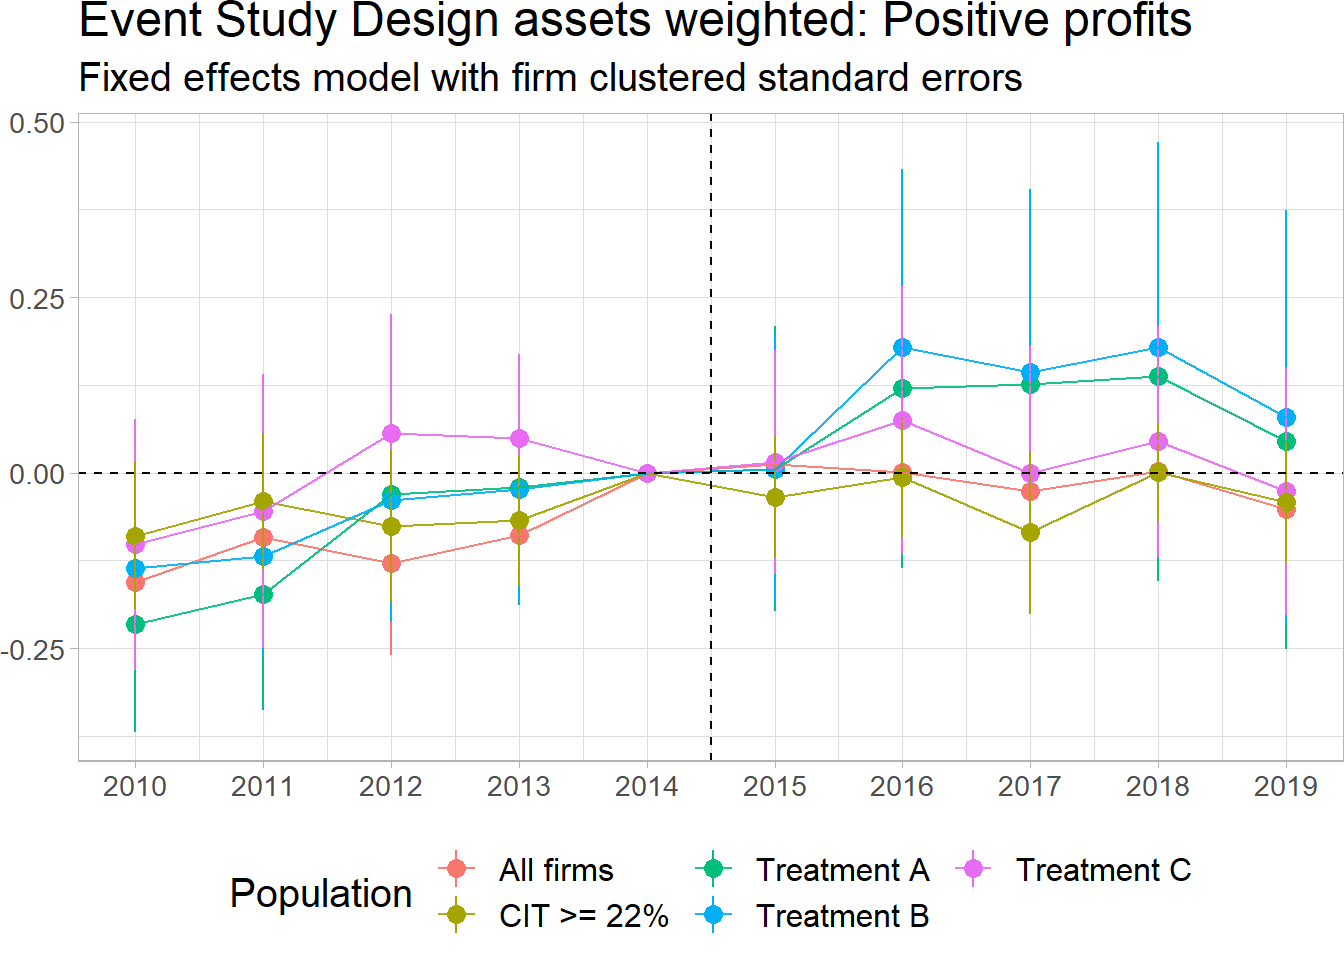 Event Study Design assets weighted: Positive profits
Fixed effects model with firm clustered standard errors
0.50
0.25
0.00
-0.25
2010 2011 2012 2013 2014 2015 2016 2017 2018 2019
Population
All firms Treatment A Treatment C
CIT >= 22% Treatment B